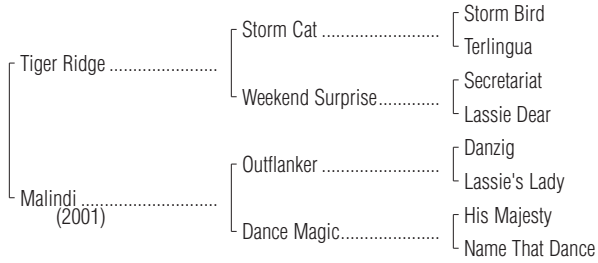 Storm Bird
Storm Cat ......................
Terlingua
Tiger Ridge ....................
Secretariat
Weekend Surprise............
Lassie Dear
Danzig
Outflanker ......................
Lassie's Lady
Malindi .........................
(2001)
His Majesty
Dance Magic...................
Name That Dance